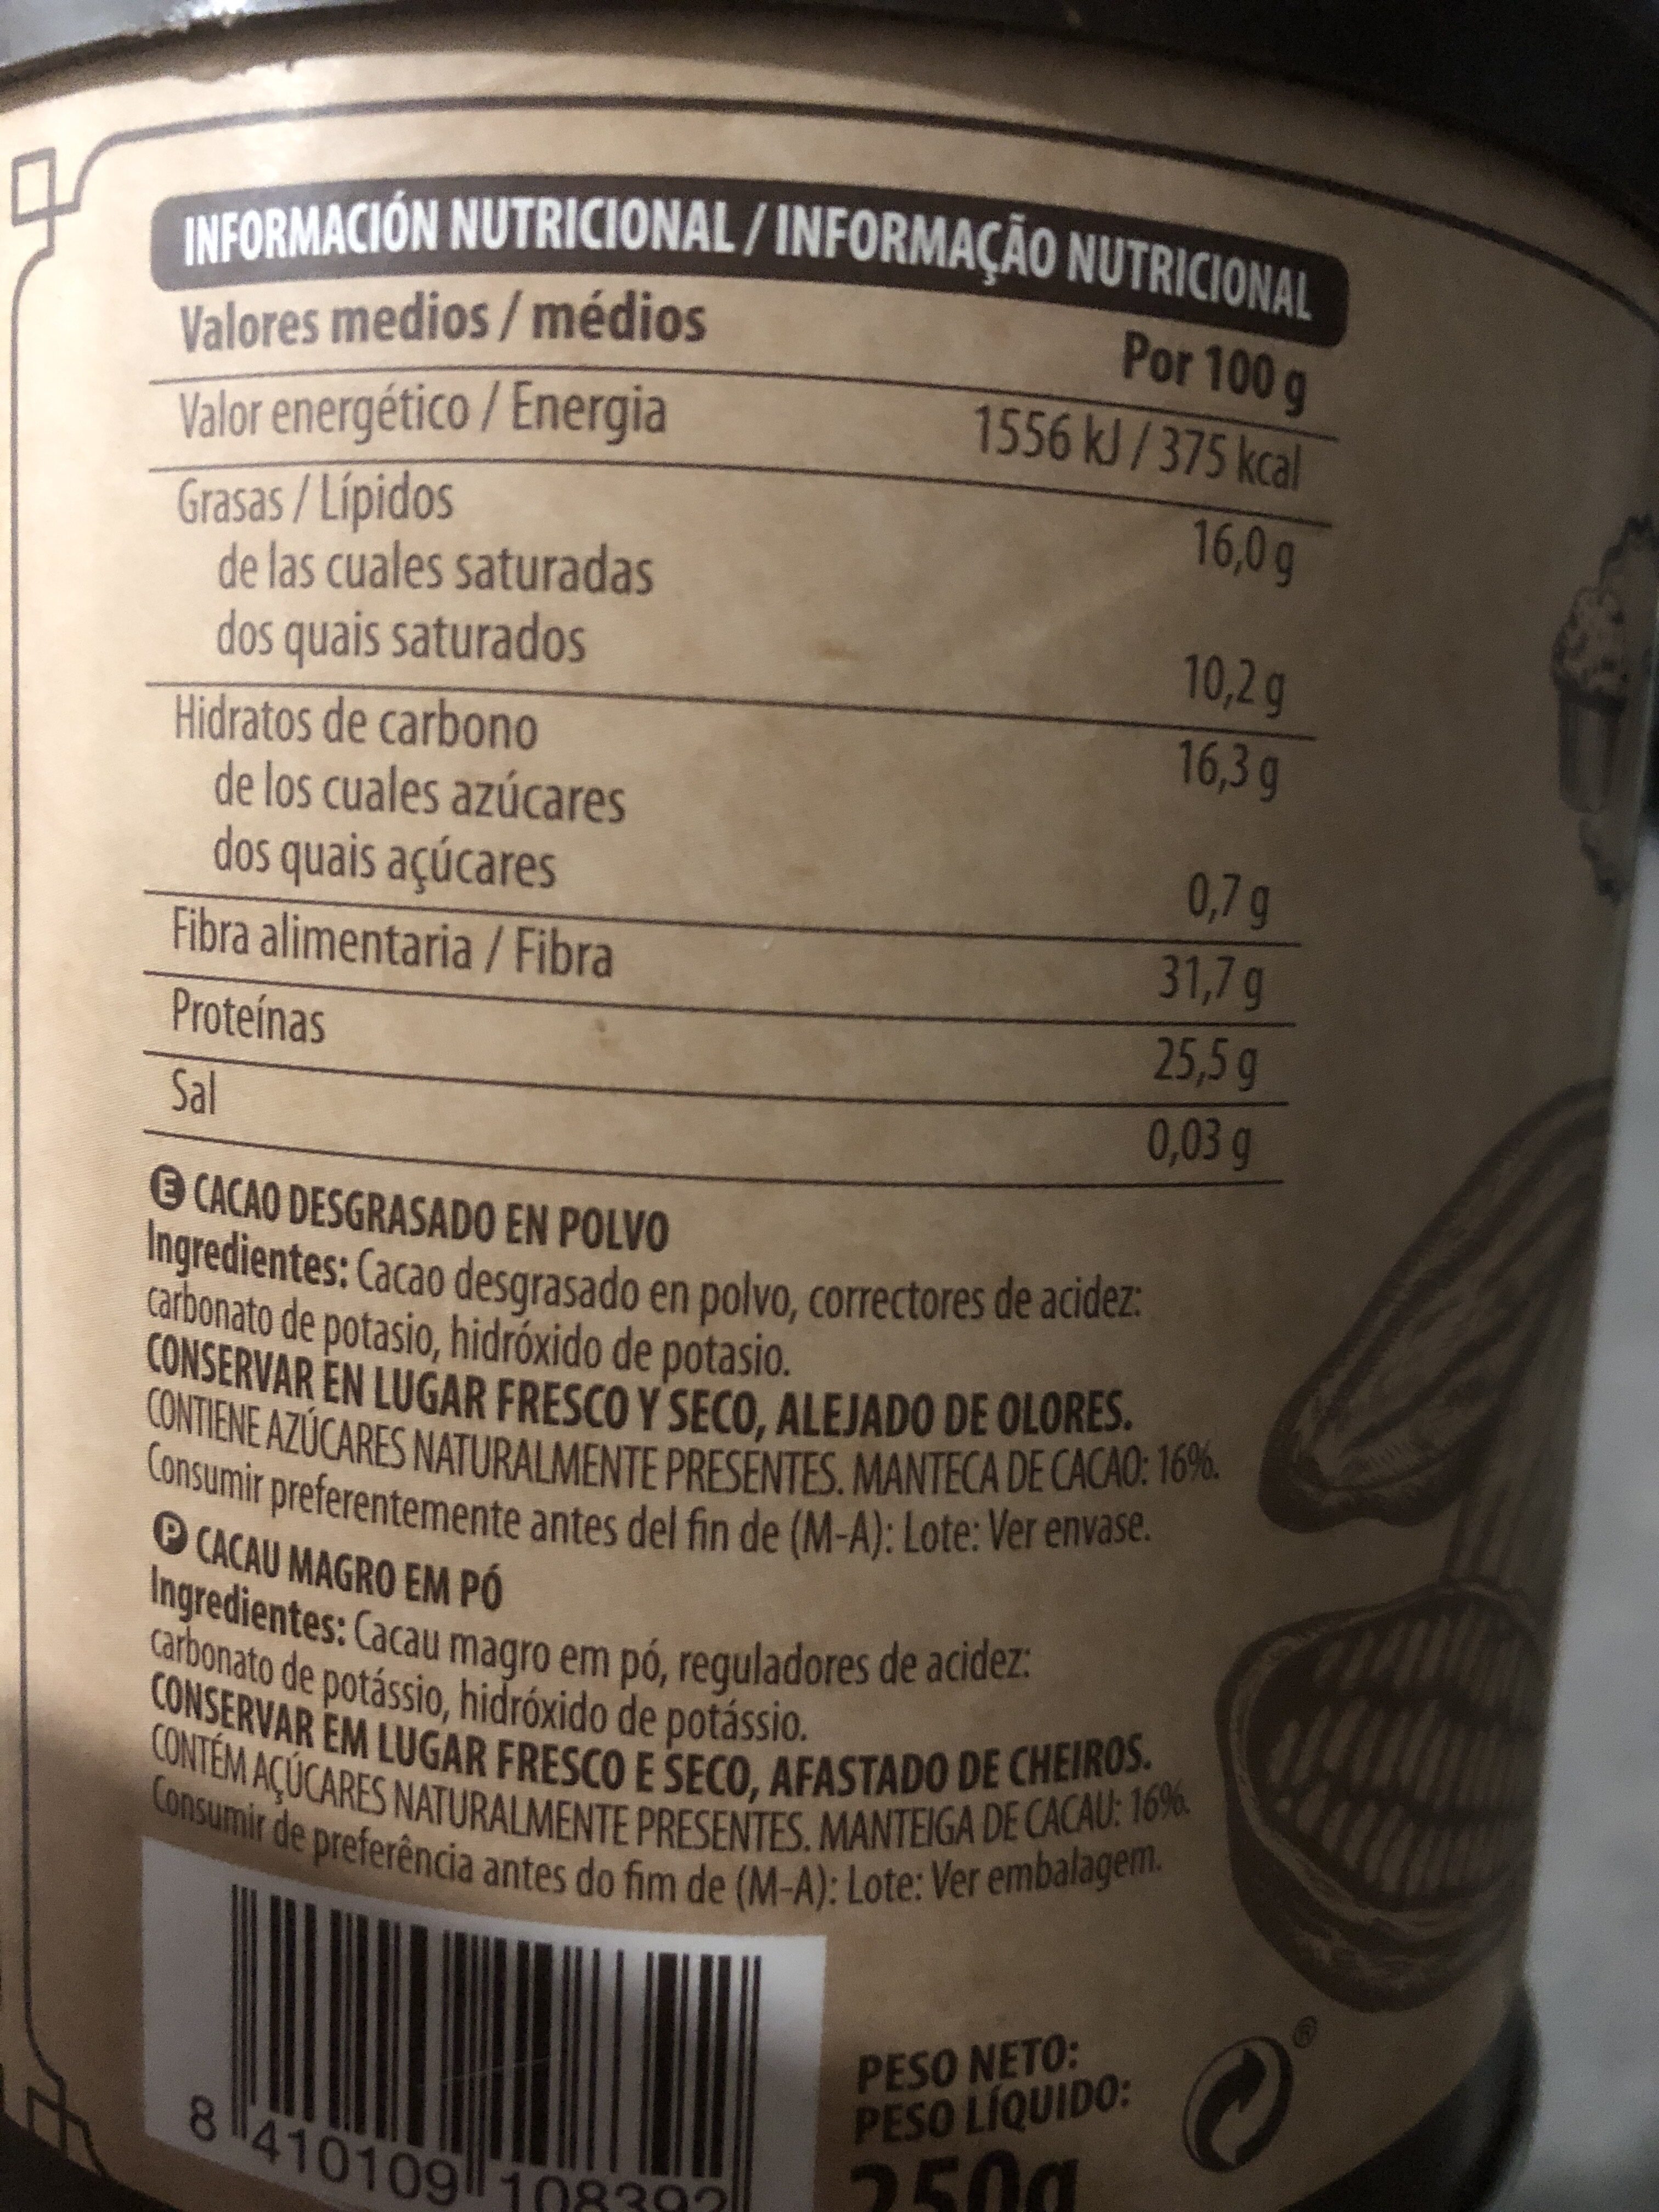 INFORMACIÓN NUTRICIONAL / INFORMAÇÃO NUTRICIONAL
Valores medios / médios Por 100 g
Valor energético / Energia 1556 kJ / 375 kcal
Grasas / Lípidos 16,0 g
de las cuales saturadas
dos quais saturados 10,2 g
Hidratos de carbono 16,3 g
de los cuales azúcares
dos quais açúcares 0,7 g
Fibra alimentaria / Fibra 31,7 g
Proteínas 25,5 g
Sal 0,03 g
E CACAO DESGRASADO EN POLVO
Ingredientes: Cacao desgrasado en polvo, correctores de acidez:
carbonato de potasio, hidróxido de potasio.
CONSERVAR EN LUGAR FRESCO Y SECO, ALEJADO DE OLORES.
CONTIENE AZÚCARES NATURALMENTE PRESENTES. MANTECA DE CACAO: 16%.
Consumir preferentemente antes del fin de (M-A): Lote: Ver envase.
P CACAU MAGRO EM PÓ
Ingredientes: Cacau magro em pó, reguladores de acidez:
carbonato de potássio, hidróxido de potássio.
CONSERVAR EM LUGAR FRESCO E SECO, AFASTADO DE CHEIROS.
CONTÉM AÇÚCARES NATURALMENTE PRESENTES. MANTEIGA DE CACAU: 16%.
Consumir de preferência antes do fim de (M-A): Lote: Ver embalagem.
PESO NETO:
PESO LÍQUIDO:
250g
®
8 410109 108392